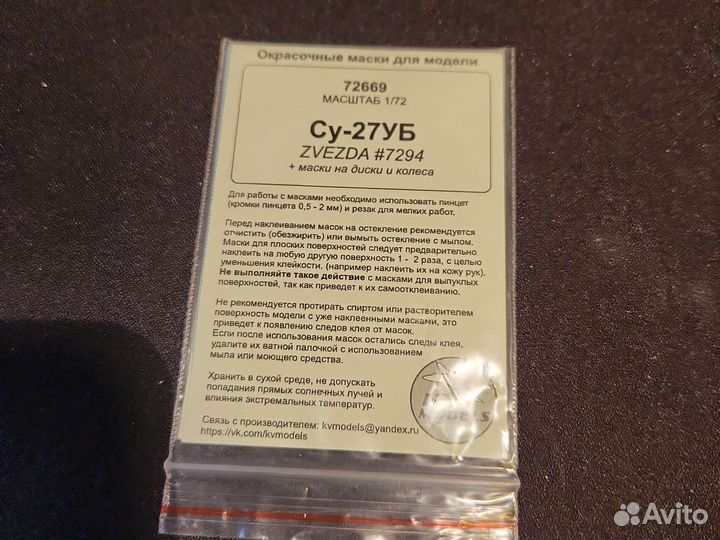 Окрасочные маски для модели
72669
МАСШТАБ 1/72
Су-27УБ
ZVEZDA #7294
+ маски на диски и колеса
Для работы с масками необходимо использовать пинцет
(кромки пинцета 0,5 - 2 мм) и резак для мелких работ.
Перед наклеиванием масок на остекление рекомендуется
отчистить (обезжирить) или вымыть остекление с мылом.
Маски для плоских поверхностей следует предварительно
наклеить на любую другую поверхность 1 - 2 раза, с целью
уменьшения клейкости. (например наклеить их на кожу рук).
Не выполняйте такое действие с масками для выпуклых
поверхностей, так как приведет к их самоотклеиванию.
Не рекомендуется протирать спиртом или растворителем
поверхность модели с уже наклеенными масками, это
приведет к появлению следов клея от масок.
Если после использования масок остались следы клея,
удалите их ватной палочкой с использованием
мыла или моющего средства.
Хранить в сухой среде, не допускать
попадания прямых солнечных лучей и
влияния экстремальных температур.
MODELS
Связь с производителем: kvmodels@yandex.ru
https://vk.com/kvmodels
Avito